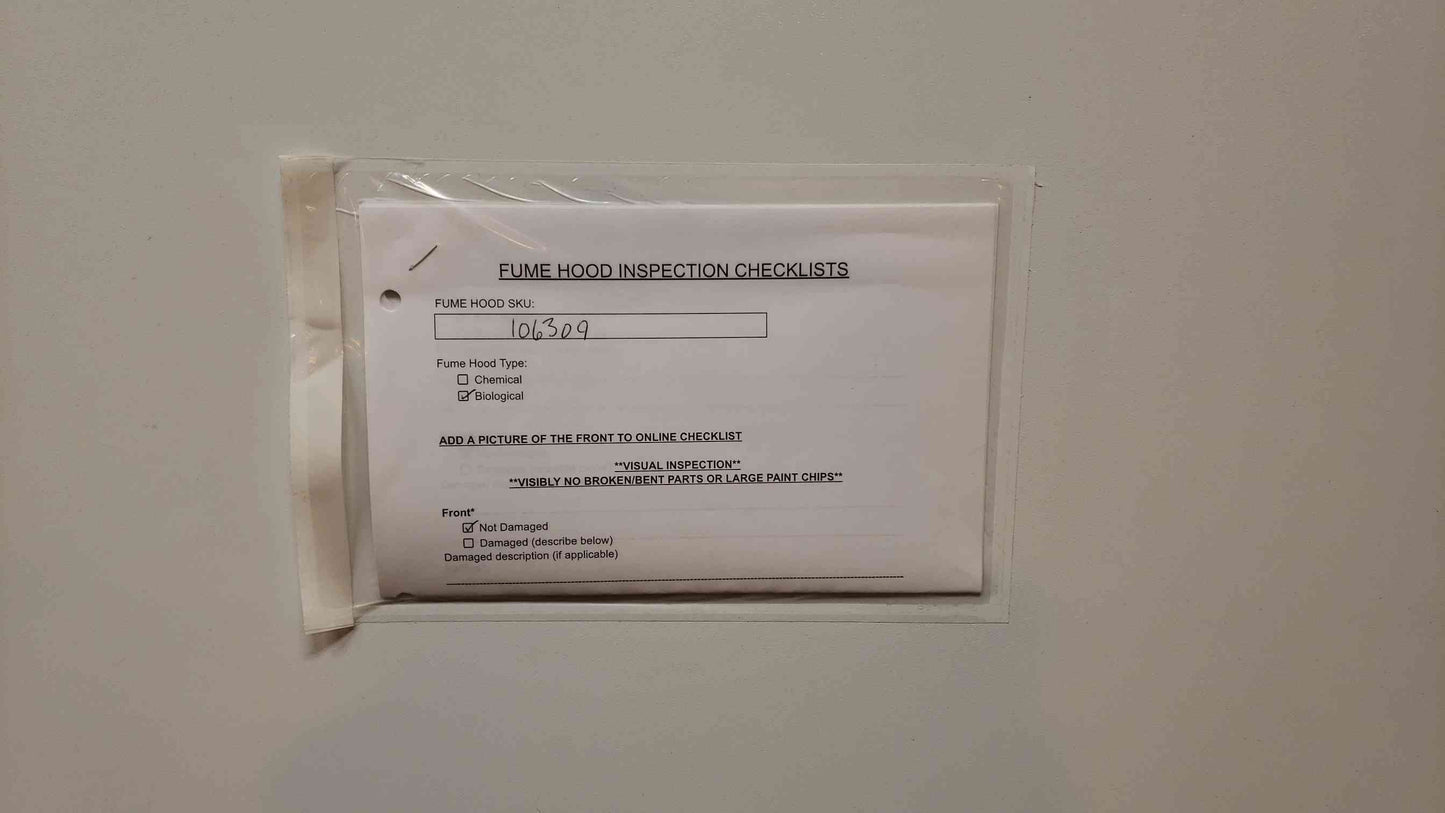 FUME HOOD INSPECTION CHECKLISTS
FUME HOOD SKU:
106309
Fume Hood Type:
☐ Chemical
☑ Biological
ADD A PICTURE OF THE FRONT TO ONLINE CHECKLIST
**VISUAL INSPECTION**
**VISIBLY NO BROKEN/BENT PARTS OR LARGE PAINT CHIPS**
Front*
☑ Not Damaged
☐ Damaged (describe below)
Damaged description (if applicable)